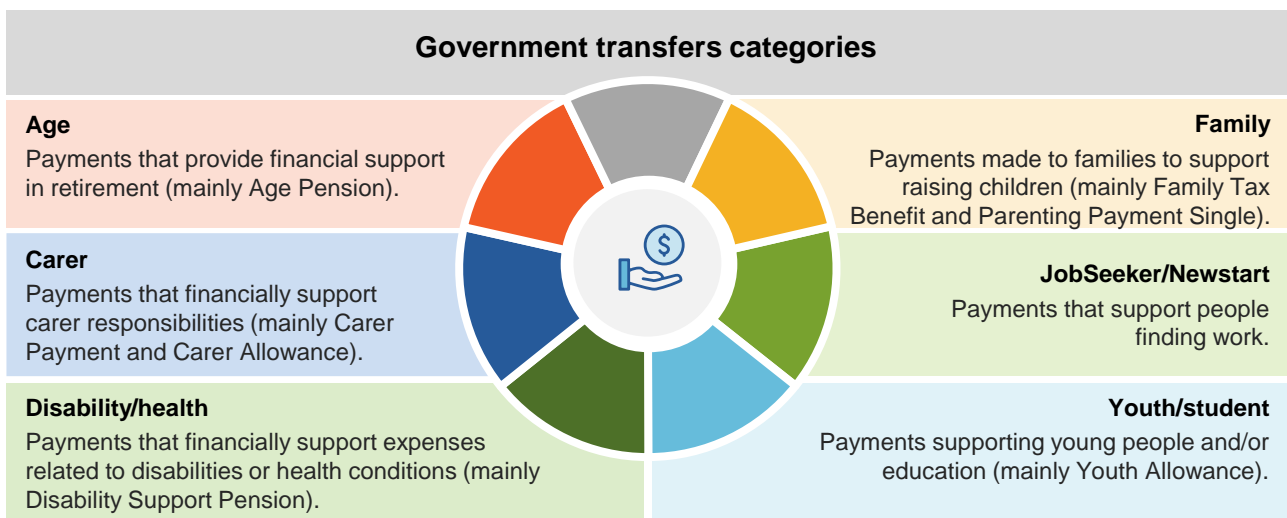 Government transfers categories
Age
Payments that provide financial support
in retirement (mainly Age Pension).
Carer
Payments that financially support
carer responsibilities (mainly Carer
Payment and Carer Allowance).
Disability/health
Payments that financially support expenses
related to disabilities or health conditions (mainly
Disability Support Pension).
$
Family
Payments made to families to support
raising children (mainly Family Tax
Benefit and Parenting Payment Single).
JobSeeker/Newstart
Payments that support people
finding work.
Youth/student
Payments supporting young people and/or
education (mainly Youth Allowance).